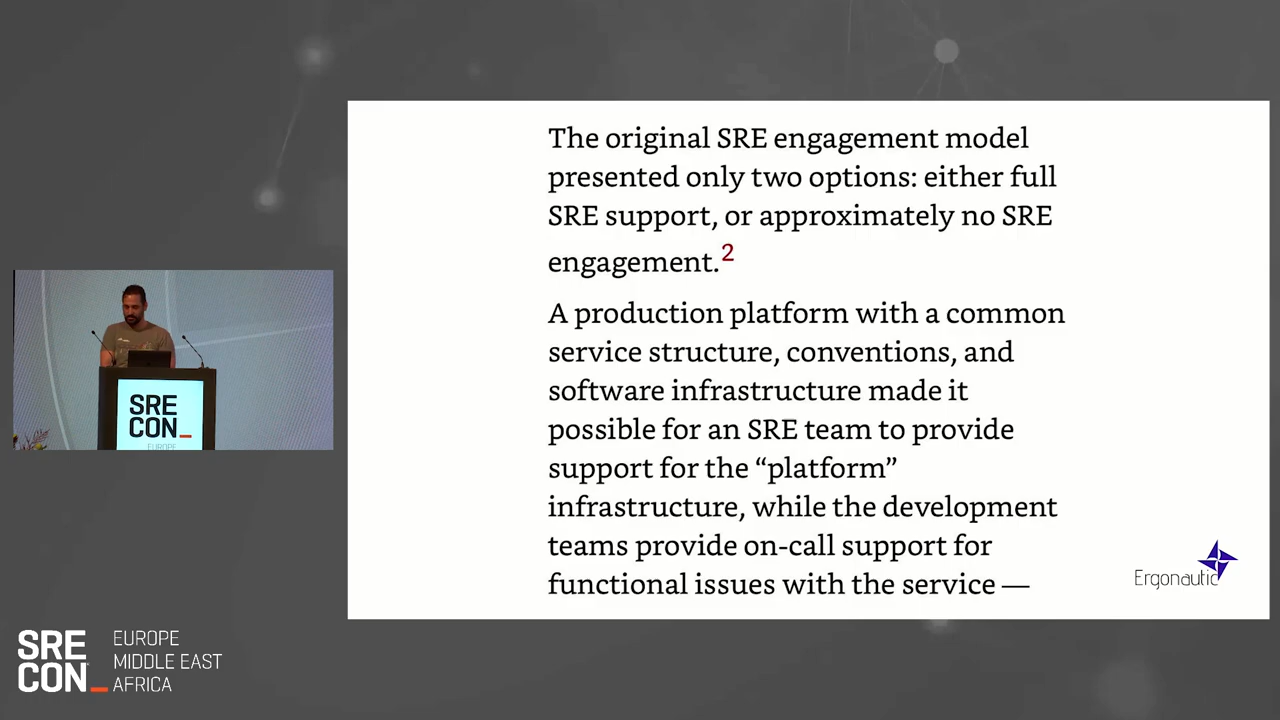 The original SRE engagement model
presented only two options: either full
SRE support, or approximately no SRE
engagement.2
A production platform with a common
service structure, conventions, and
software infrastructure made it
possible for an SRE team to provide
support for the “platform”
infrastructure, while the development
teams provide on-call support for
functional issues with the service —
Ergonautic
SRE
CON_
EUROPE
SRE
CON_
EUROPE
MIDDLE EAST
AFRICA